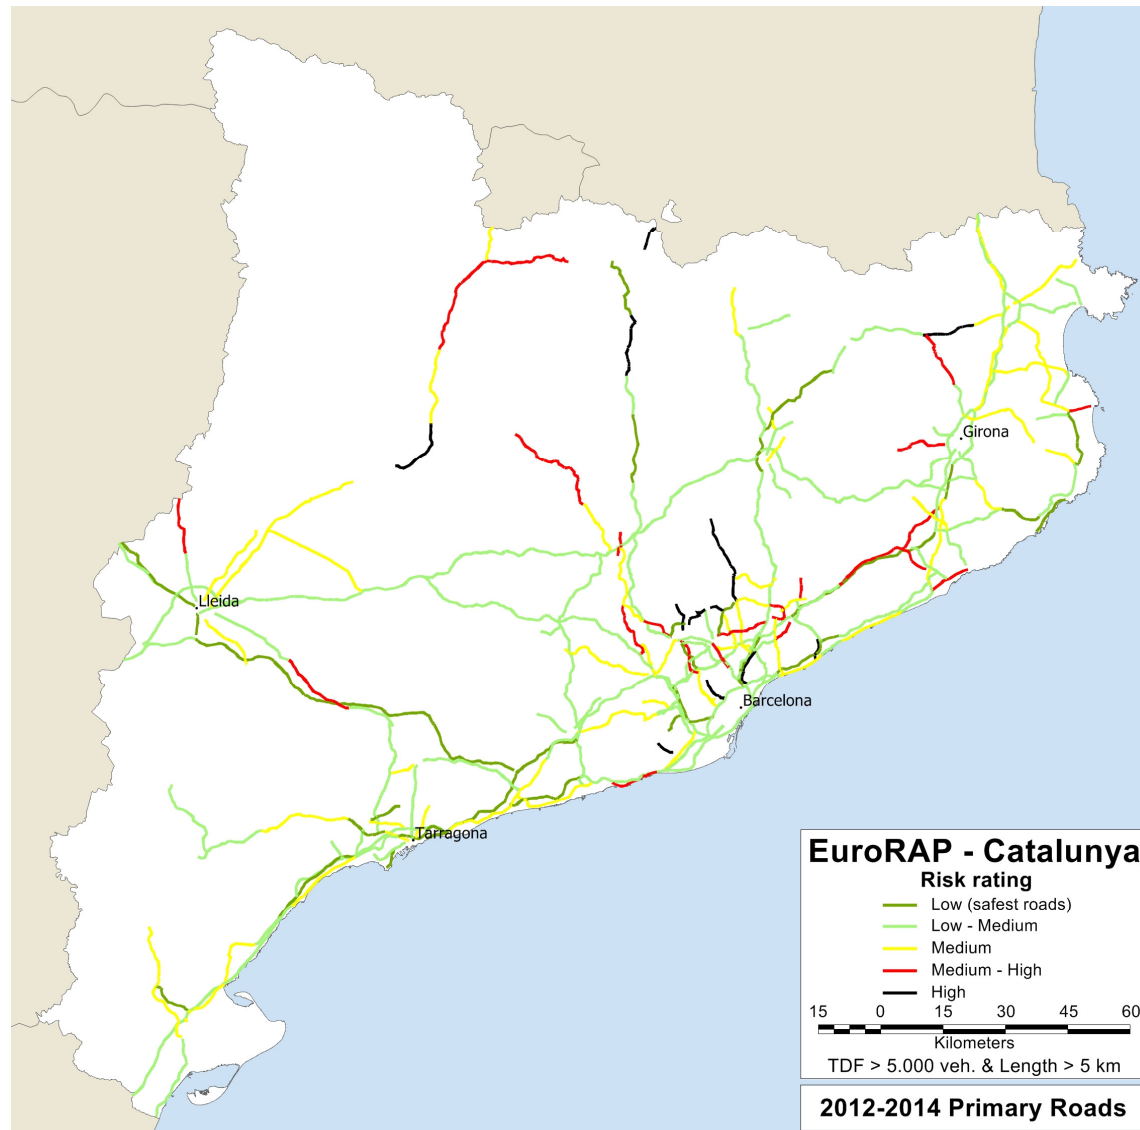 Girona
Lleida
Barcelona
Tarragona
EuroRAP - Catalunya
Risk rating
Low (safest roads)
Low - Medium
Medium
Medium - High
High
15 0 15 30 45 60
Kilometers
TDF > 5.000 veh. & Length > 5 km
2012-2014 Primary Roads